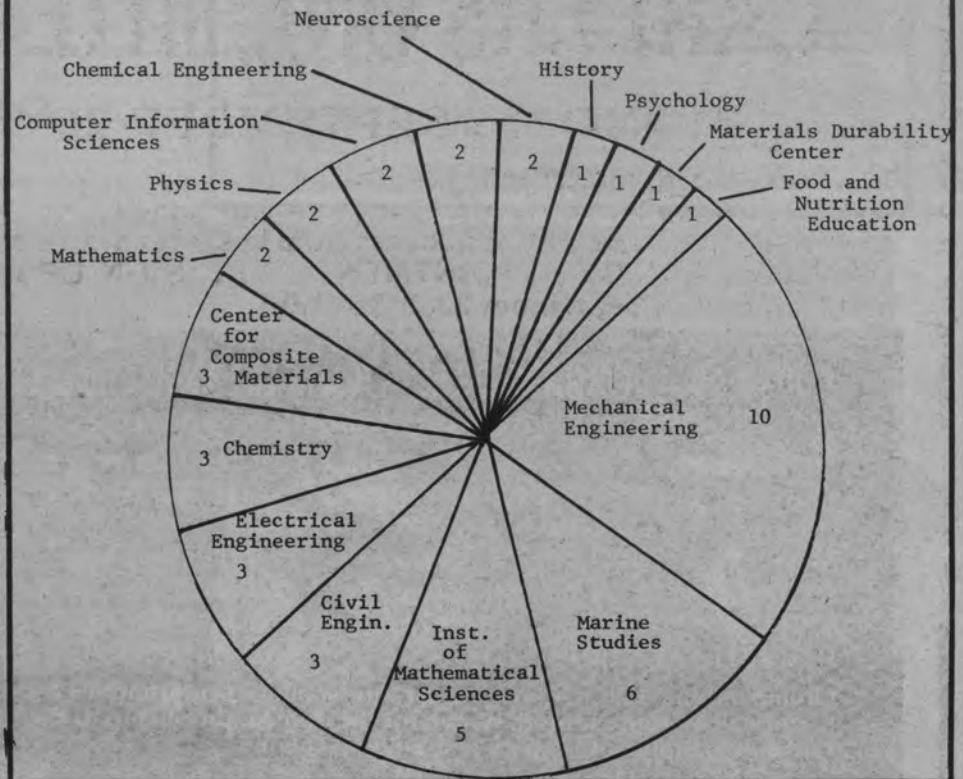 Neuroscience
Chemical Engineering
History
Psychology
Computer Information
Sciences
Materials Durability
Center
Physics
Food and
Nutrition
Education
Mathematics
2
2
2
2
2
1
1
1
1
Center
for
Composite
3 Materials
Mechanical
Engineering 10
3 Chemistry
Electrical
Engineering
3
Civil
Engin.
3
Inst.
of
Mathematical
Sciences
5
Marine
Studies
6